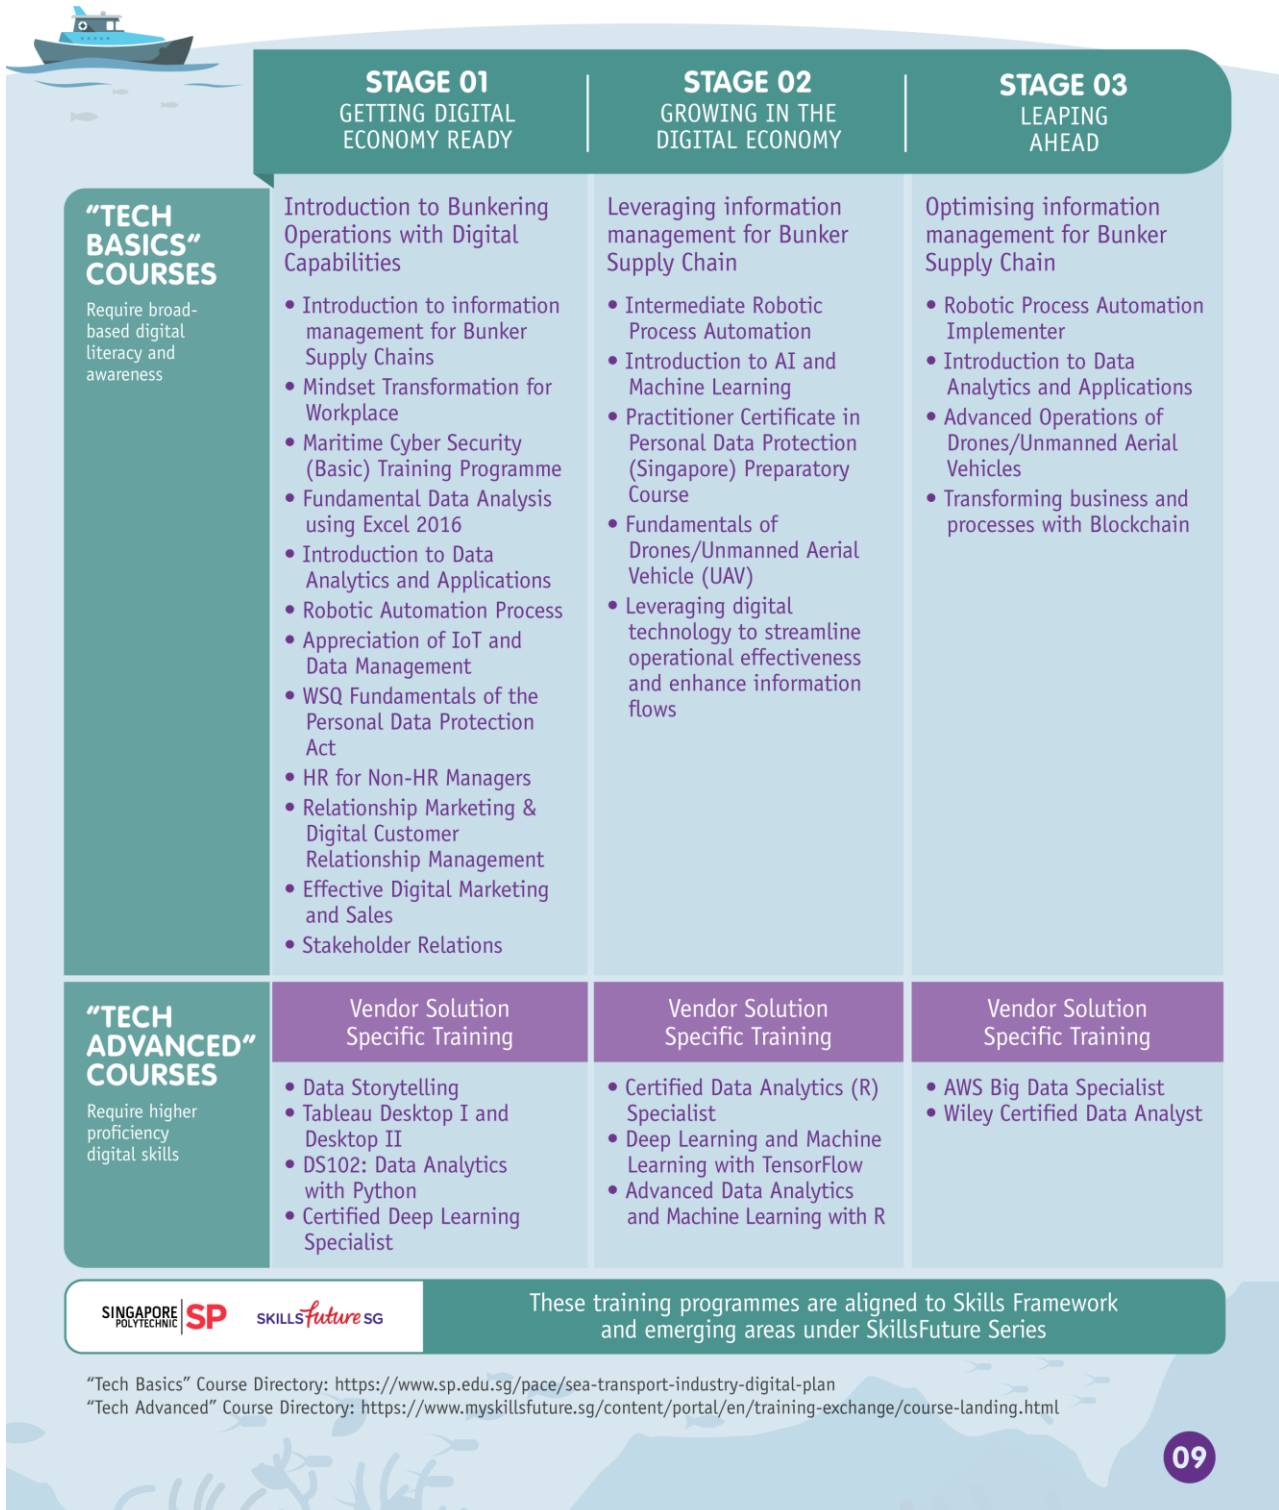 STAGE 01
GETTING DIGITAL
ECONOMY READY
STAGE 02
GROWING IN THE
DIGITAL ECONOMY
STAGE 03
LEAPING
AHEAD
“TECH
BASICS”
COURSES
Require broad-
based digital
literacy and
awareness
Introduction to Bunkering
Operations with Digital
Capabilities
• Introduction to information
management for Bunker
Supply Chains
• Mindset Transformation for
Workplace
• Maritime Cyber Security
(Basic) Training Programme
• Fundamental Data Analysis
using Excel 2016
• Introduction to Data
Analytics and Applications
• Robotic Automation Process
• Appreciation of IoT and
Data Management
• WSQ Fundamentals of the
Personal Data Protection
Act
• HR for Non-HR Managers
• Relationship Marketing &
Digital Customer
Relationship Management
• Effective Digital Marketing
and Sales
• Stakeholder Relations
Leveraging information
management for Bunker
Supply Chain
• Intermediate Robotic
Process Automation
• Introduction to AI and
Machine Learning
• Practitioner Certificate in
Personal Data Protection
(Singapore) Preparatory
Course
• Fundamentals of
Drones/Unmanned Aerial
Vehicle (UAV)
• Leveraging digital
technology to streamline
operational effectiveness
and enhance information
flows
Optimising information
management for Bunker
Supply Chain
• Robotic Process Automation
Implementer
• Introduction to Data
Analytics and Applications
• Advanced Operations of
Drones/Unmanned Aerial
Vehicles
• Transforming business and
processes with Blockchain
“TECH
ADVANCED”
COURSES
Require higher
proficiency
digital skills
Vendor Solution
Specific Training
• Data Storytelling
• Tableau Desktop I and
Desktop II
• DS102: Data Analytics
with Python
• Certified Deep Learning
Specialist
Vendor Solution
Specific Training
• Certified Data Analytics (R)
Specialist
• Deep Learning and Machine
Learning with TensorFlow
• Advanced Data Analytics
and Machine Learning with R
Vendor Solution
Specific Training
• AWS Big Data Specialist
• Wiley Certified Data Analyst
SINGAPORE
POLYTECHNIC
SP
SKILLSfuture SG
These training programmes are aligned to Skills Framework
and emerging areas under SkillsFuture Series
“Tech Basics” Course Directory: https://www.sp.edu.sg/pace/sea-transport-industry-digital-plan
“Tech Advanced” Course Directory: https://www.myskillsfuture.sg/content/portal/en/training-exchange/course-landing.html
09